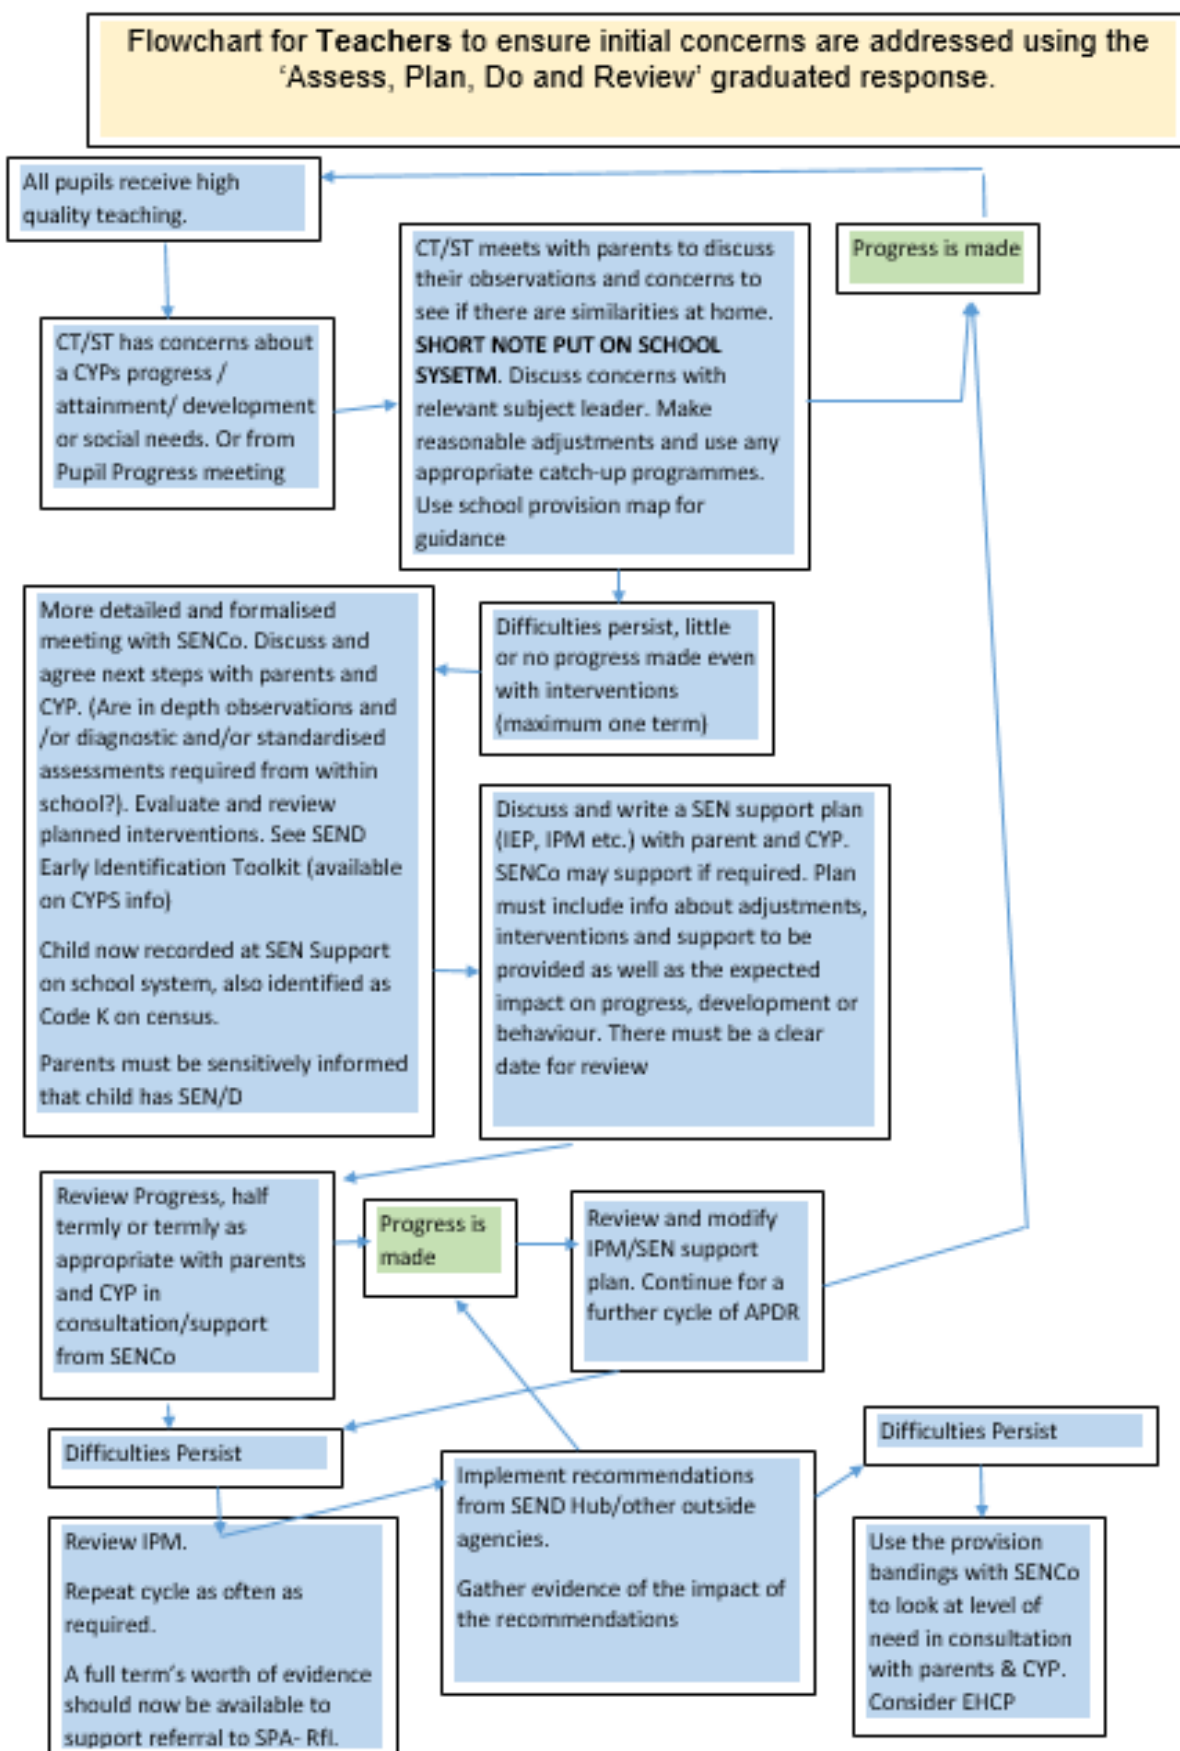 Flowchart for Teachers to ensure initial concerns are addressed using the
‘Assess, Plan, Do and Review’ graduated response.
All pupils receive high
quality teaching.
CT/ST has concerns about
a CYPs progress /
attainment/ development
or social needs. Or from
Pupil Progress meeting
CT/ST meets with parents to discuss
their observations and concerns to
see if there are similarities at home.
SHORT NOTE PUT ON SCHOOL
SYSETM. Discuss concerns with
relevant subject leader. Make
reasonable adjustments and use any
appropriate catch-up programmes.
Use school provision map for
guidance
Progress is made
Difficulties persist, little
or no progress made even
with interventions
(maximum one term)
More detailed and formalised
meeting with SENCo. Discuss and
agree next steps with parents and
CYP. (Are in depth observations and
/or diagnostic and/or standardised
assessments required from within
school?). Evaluate and review
planned interventions. See SEND
Early Identification Toolkit (available
on CYPS info)
Child now recorded at SEN Support
on school system, also identified as
Code K on census.
Parents must be sensitively informed
that child has SEN/D
Discuss and write a SEN support plan
(IEP, IPM etc.) with parent and CYP.
SENCo may support if required. Plan
must include info about adjustments,
interventions and support to be
provided as well as the expected
impact on progress, development or
behaviour. There must be a clear
date for review
Review Progress, half
termly or termly as
appropriate with parents
and CYP in
consultation/support
from SENCo
Progress is
made
Review and modify
IPM/SEN support
plan. Continue for a
further cycle of APDR
Difficulties Persist
Review IPM.
Repeat cycle as often as
required.
A full term’s worth of evidence
should now be available to
support referral to SPA- RfI.
Implement recommendations
from SEND Hub/other outside
agencies.
Gather evidence of the impact of
the recommendations
Difficulties Persist
Use the provision
bandings with SENCo
to look at level of
need in consultation
with parents & CYP.
Consider EHCP